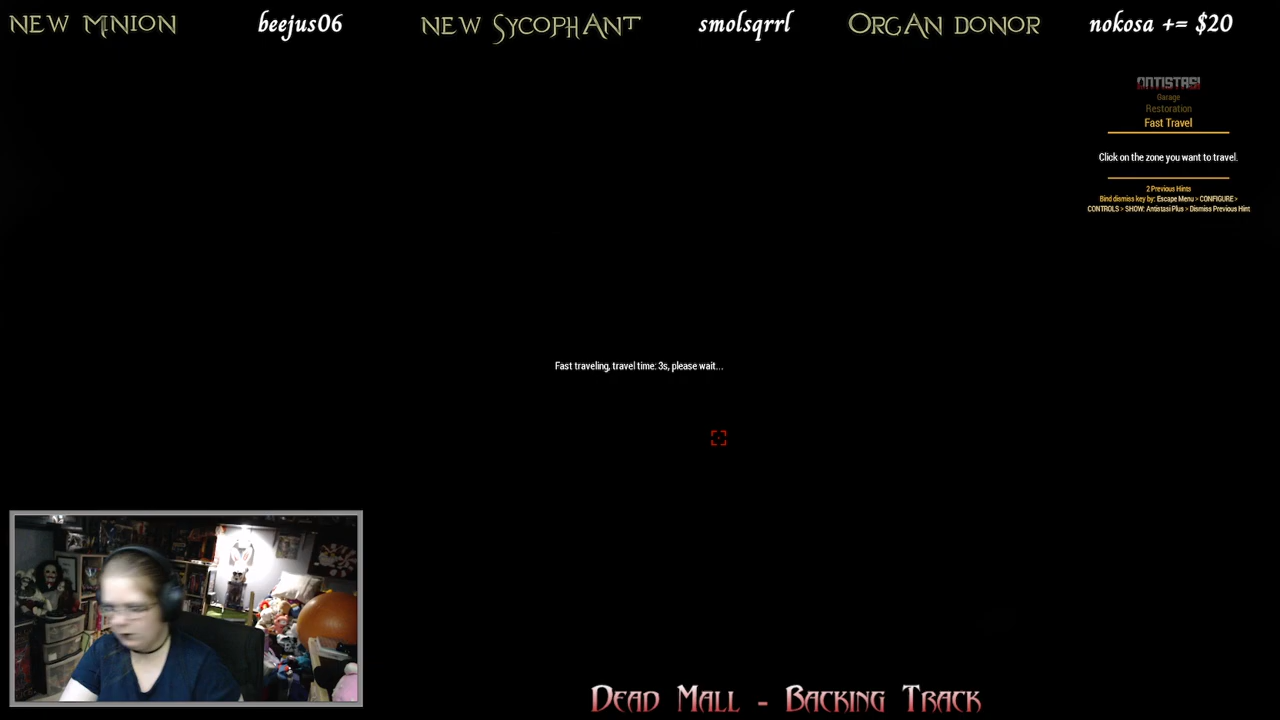 NEW MINION
beejus06
NEW SYCOPHANT
smolsqrrl
ORGAN DONOR
nokosa += $20
ANTISTASI
Garage
Restoration
Fast Travel
Click on the zone you want to travel.
2 Previous Hints
Bind dismiss key by: Escape Menu > CONFIGURE >
CONTROLS > SHOW: Antistasi Plus > Dismiss Previous Hint
Fast traveling, travel time: 3s, please wait...
DEAD MALL - BACKING TRACK